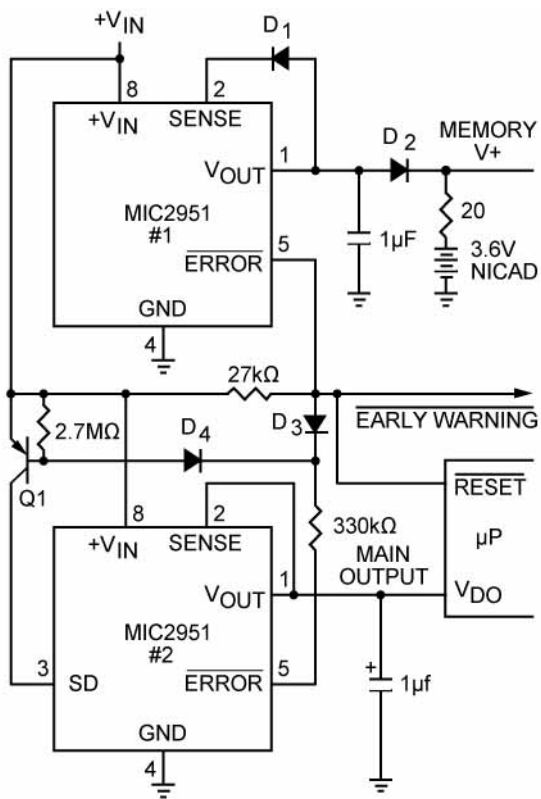 +VIN
D1
8
2
+VIN
SENSE
D2
MEMORY
V+
VOUT
1
MIC2951
#1
20
1µF
3.6V
NICAD
ERROR
5
GND
4
27kΩ
EARLY WARNING
D3
2.7MΩ
D4
Q1
RESET
8
2
330kΩ
µP
+VIN
SENSE
MAIN
OUTPUT
VOUT
1
VDO
MIC2951
#2
3
SD
ERROR
5
+
1µf
GND
4